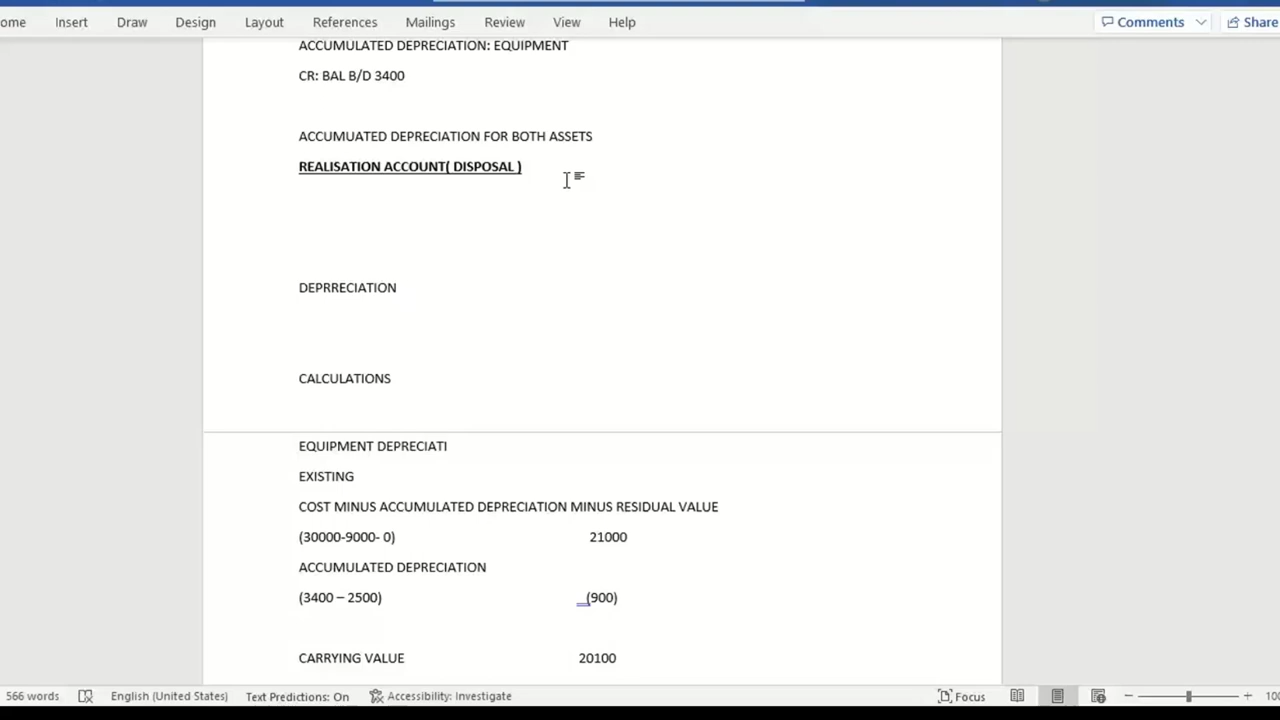 ome Insert Draw Design Layout References Mailings Review View Help Comments Share
ACCUMULATED DEPRECIATION: EQUIPMENT
CR: BAL B/D 3400
ACCUMUATED DEPRECIATION FOR BOTH ASSETS
REALISATION ACCOUNT( DISPOSAL )
DEPRRECIATION
CALCULATIONS
EQUIPMENT DEPRECIATI
EXISTING
COST MINUS ACCUMULATED DEPRECIATION MINUS RESIDUAL VALUE
(30000-9000- 0) 21000
ACCUMULATED DEPRECIATION
(3400 – 2500) (900)
CARRYING VALUE 20100
566 words English (United States) Text Predictions: On Accessibility: Investigate Focus 100